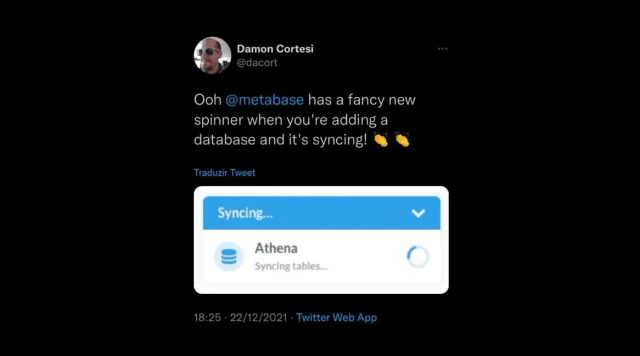 Damon Cortesi
@dacort
Ooh @metabase has a fancy new
spinner when you're adding a
database and it's syncing! 👏 👏
Traduzir Tweet
Syncing...
Athena
Syncing tables...
18:25 · 22/12/2021 · Twitter Web App